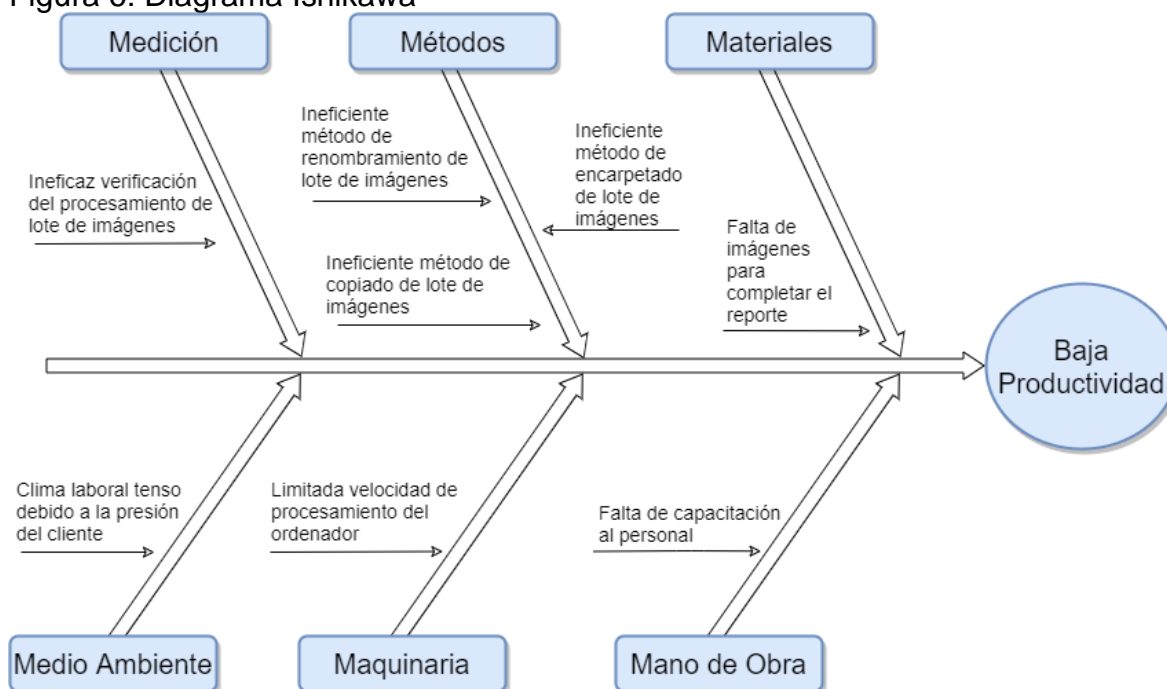 Figura 6. Diagrama Ishikawa
Medición
Métodos
Materiales
Ineficaz verificación
del procesamiento de
lote de imágenes
Ineficiente
método de
renombramiento de
lote de imágenes
Ineficiente
método de
encarpetado
de lote de
imágenes
Ineficiente método de
copiado de lote de
imágenes
Falta de
imágenes
para
completar el
reporte
Baja
Productividad
Clima laboral tenso
debido a la presión
del cliente
Limitada velocidad de
procesamiento del
ordenador
Falta de capacitación
al personal
Medio Ambiente
Maquinaria
Mano de Obra